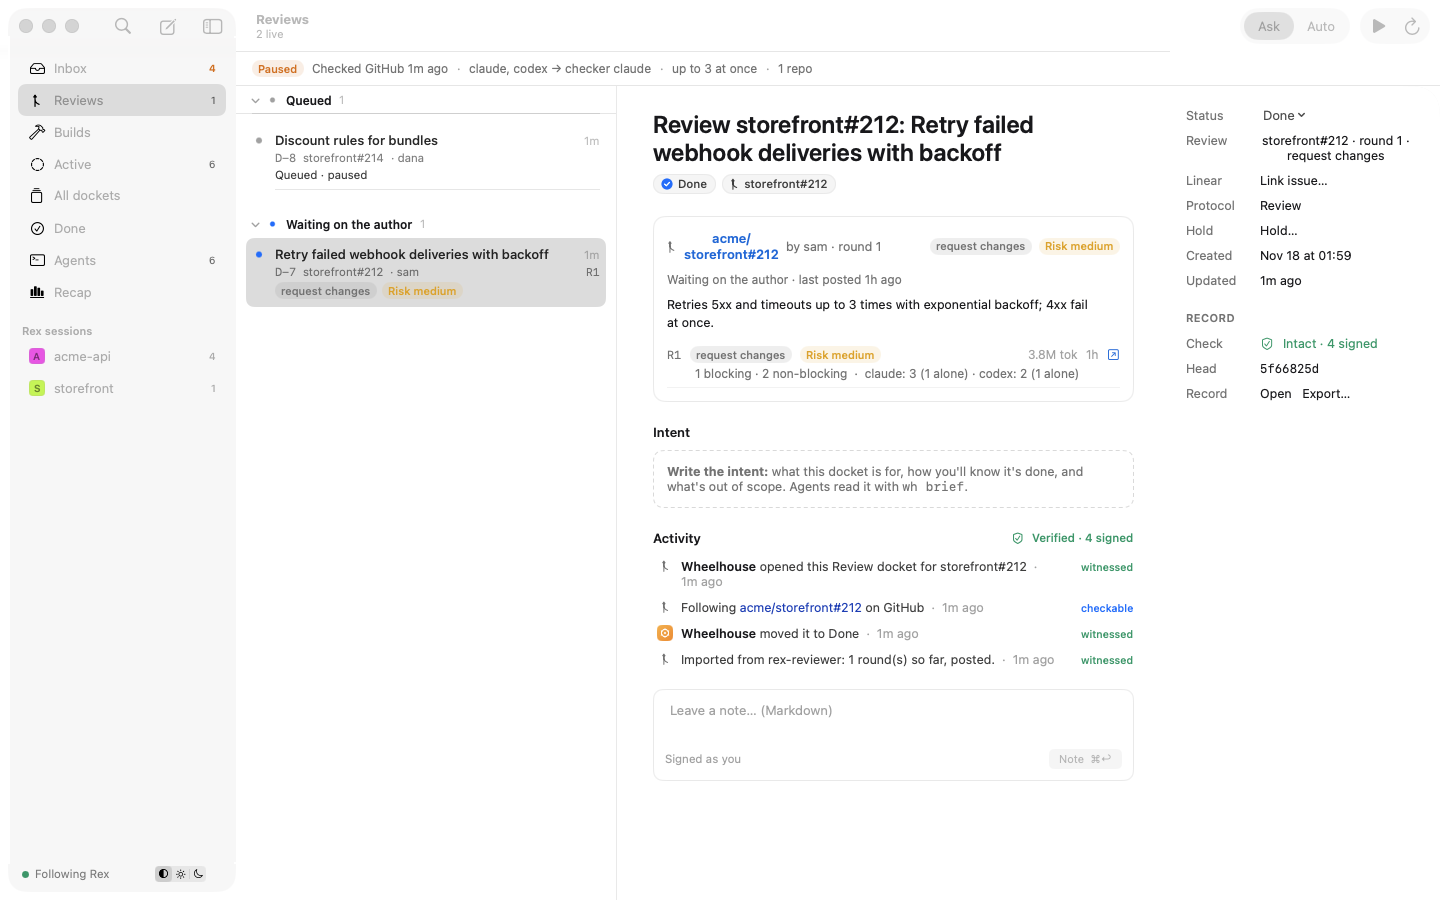 Inbox 4
Reviews 1
Builds
Active 6
All dockets
Done
Agents 6
Recap
Rex sessions
A acme-api 4
S storefront 1
Following Rex
Reviews
2 live
Ask Auto
Paused Checked GitHub 1m ago · claude, codex → checker claude · up to 3 at once · 1 repo
Queued 1
Discount rules for bundles 1m
D–8 storefront#214 · dana
Queued · paused
Waiting on the author 1
Retry failed webhook deliveries with backoff 1m
D–7 storefront#212 · sam R1
request changes Risk medium
Review storefront#212: Retry failed
webhook deliveries with backoff
Done storefront#212
acme/
storefront#212 by sam · round 1 request changes Risk medium
Waiting on the author · last posted 1h ago
Retries 5xx and timeouts up to 3 times with exponential backoff; 4xx fail
at once.
R1 request changes Risk medium 3.8M tok 1h
1 blocking · 2 non-blocking · claude: 3 (1 alone) · codex: 2 (1 alone)
Intent
Write the intent: what this docket is for, how you'll know it's done, and
what's out of scope. Agents read it with wh brief.
Activity Verified · 4 signed
Wheelhouse opened this Review docket for storefront#212 · witnessed
1m ago
Following acme/storefront#212 on GitHub · 1m ago checkable
Wheelhouse moved it to Done · 1m ago witnessed
Imported from rex-reviewer: 1 round(s) so far, posted. · 1m ago witnessed
Leave a note... (Markdown)
Signed as you Note ⌘↩
Status Done
Review storefront#212 · round 1 ·
request changes
Linear Link issue...
Protocol Review
Hold Hold...
Created Nov 18 at 01:59
Updated 1m ago
RECORD
Check Intact · 4 signed
Head 5f66825d
Record Open Export...